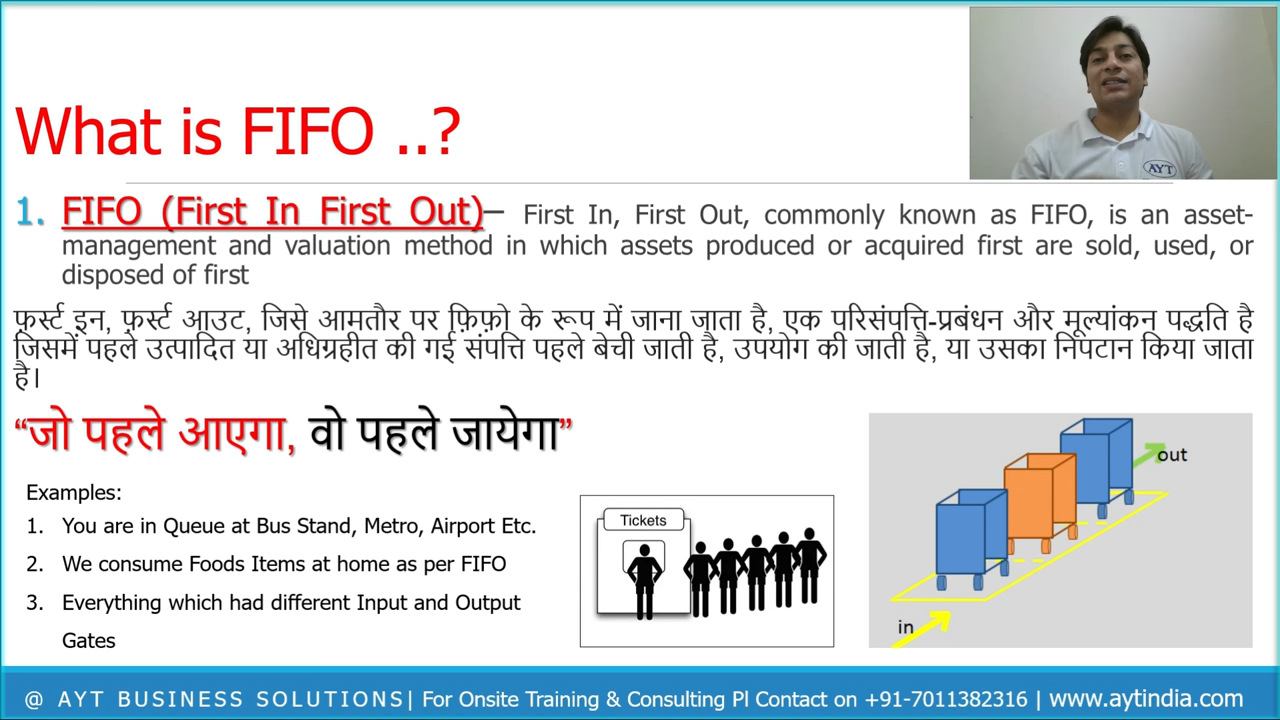 AYT
What is FIFO ..?
1. FIFO (First In First Out)– First In, First Out, commonly known as FIFO, is an asset-
management and valuation method in which assets produced or acquired first are sold, used, or
disposed of first
फ़र्स्ट इन, फ़र्स्ट आउट, जिसे आमतौर पर फ़िफ़ो के रूप में जाना जाता है, एक परिसंपत्ति-प्रबंधन और मूल्यांकन पद्धति है
जिसमें पहले उत्पादित या अधिग्रहीत की गई संपत्ति पहले बेची जाती है, उपयोग की जाती है, या उसका निपटान किया जाता
है।
“जो पहले आएगा, वो पहले जायेगा”
Examples:
1. You are in Queue at Bus Stand, Metro, Airport Etc.
2. We consume Foods Items at home as per FIFO
3. Everything which had different Input and Output
Gates
Tickets
out
in
@ AYT BUSINESS SOLUTIONS| For Onsite Training & Consulting Pl Contact on +91-7011382316 | www.aytindia.com